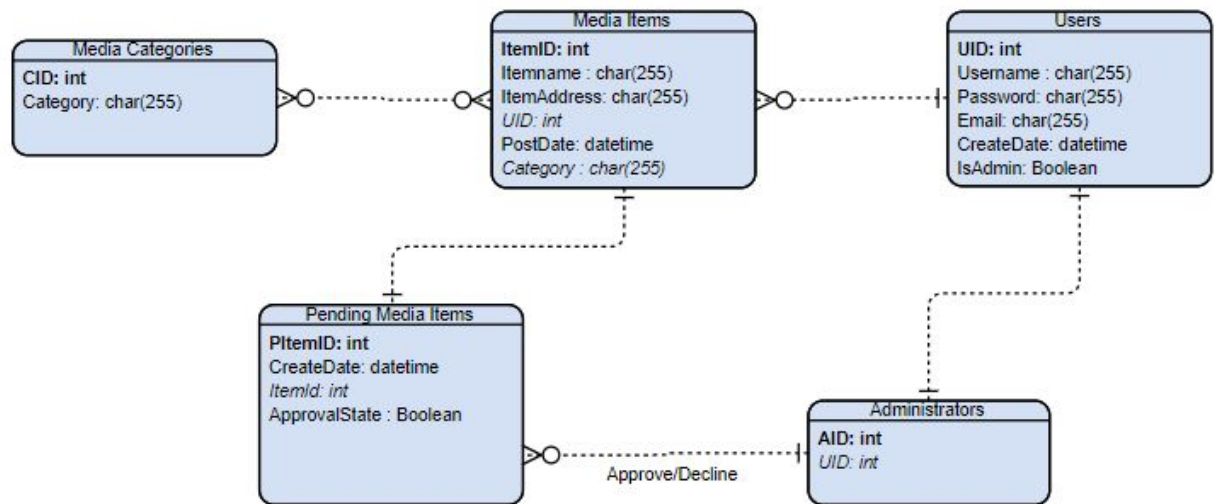 Media Categories
CID: int
Category: char(255)
Media Items
ItemID: int
Itemname : char(255)
ItemAddress: char(255)
UID: int
PostDate: datetime
Category : char(255)
Users
UID: int
Username : char(255)
Password: char(255)
Email: char(255)
CreateDate: datetime
IsAdmin: Boolean
Pending Media Items
PItemID: int
CreateDate: datetime
ItemId: int
ApprovalState : Boolean
Approve/Decline
Administrators
AID: int
UID: int